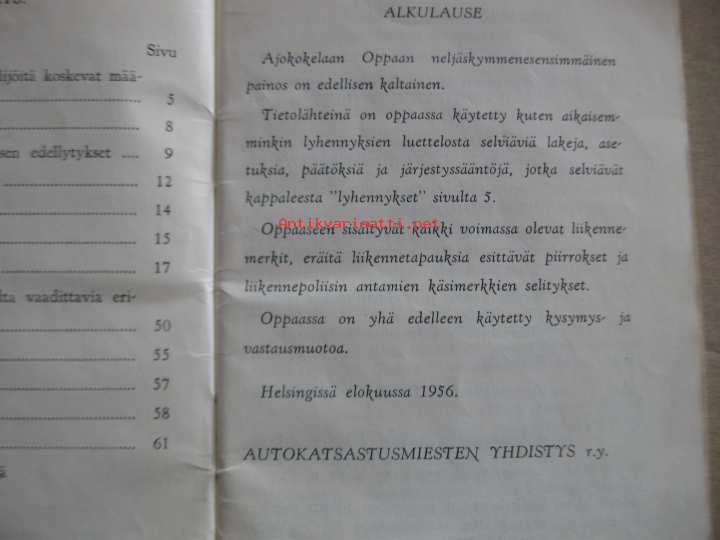 Sivu
lijöitä koskevat mää-
5
8
sen edellytykset .... 9
12
14
15
17
lta vaadittavia eri-
50
55
57
58
61
ALKULAUSE
Ajokokelaan Oppaan neljäskymmenesensimmäinen
painos on edellisen kaltainen.
Tietolähteinä on oppaassa käytetty kuten aikaisem-
minkin lyhennyksien luettelosta selviäviä lakeja, ase-
tuksia, päätöksiä ja järjestyssääntöjä, jotka selviävät
kappaleesta "lyhennykset" sivulta 5.
Antikvariaatti.net
Oppaaseen sisältyvät kaikki voimassa olevat liikenne-
merkit, eräitä liikennetapauksia esittävät piirrokset ja
liikennepoliisin antamien käsimerkkien selitykset.
Oppaassa on yhä edelleen käytetty kysymys- ja
vastausmuotoa.
Helsingissä elokuussa 1956.
AUTOKATSASTUSMIESTEN YHDISTYS r.y.